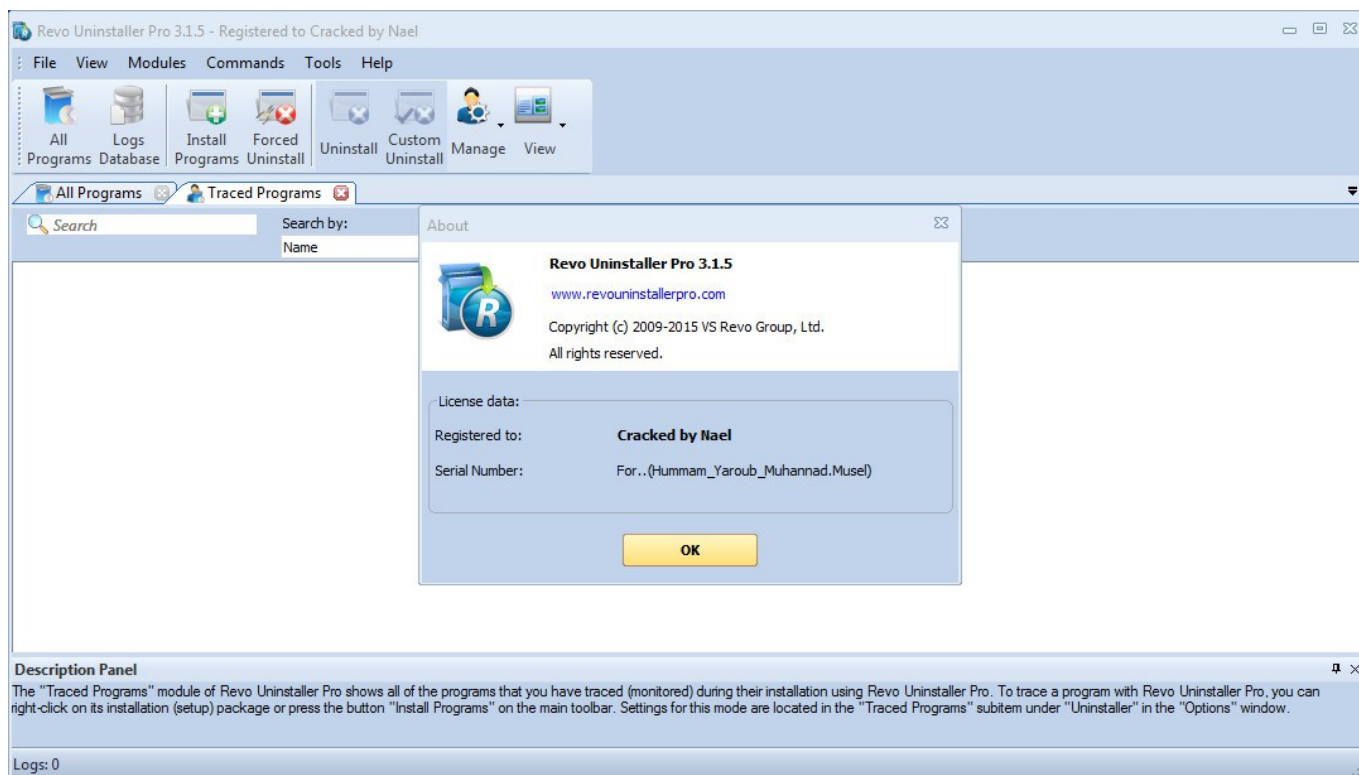 Revo Uninstaller Pro 3.1.5 - Registered to Cracked by Nael
File View Modules Commands Tools Help
All Programs
Logs Database
Install Programs
Forced Uninstall
Uninstall
Custom Uninstall
Manage
View
All Programs
Traced Programs
Search
Search by:
Name
About
Revo Uninstaller Pro 3.1.5
www.revouninstallerpro.com
Copyright (c) 2009-2015 VS Revo Group, Ltd.
All rights reserved.
License data:
Registered to: Cracked by Nael
Serial Number: For..(Hummam_Yaroub_Muhannad.Musel)
OK
Description Panel
The "Traced Programs" module of Revo Uninstaller Pro shows all of the programs that you have traced (monitored) during their installation using Revo Uninstaller Pro. To trace a program with Revo Uninstaller Pro, you can
right-click on its installation (setup) package or press the button "Install Programs" on the main toolbar. Settings for this mode are located in the "Traced Programs" subitem under "Uninstaller" in the "Options" window.
Logs: 0